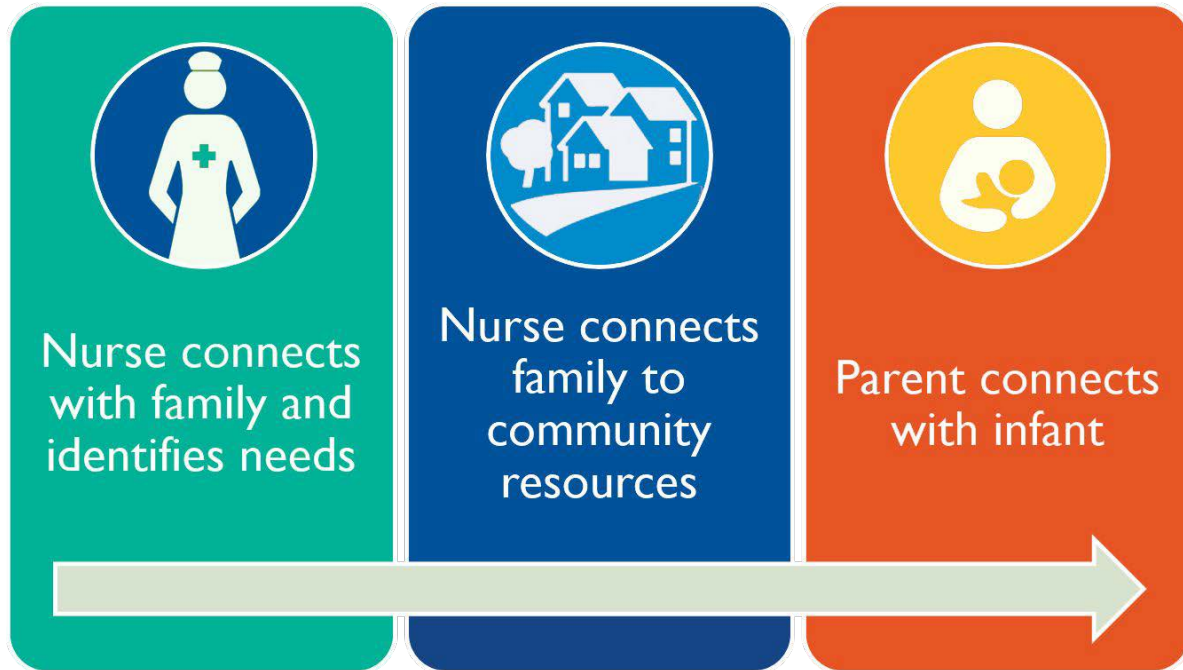 Nurse connects
with family and
identifies needs
Nurse connects
family to
community
resources
Parent connects
with infant